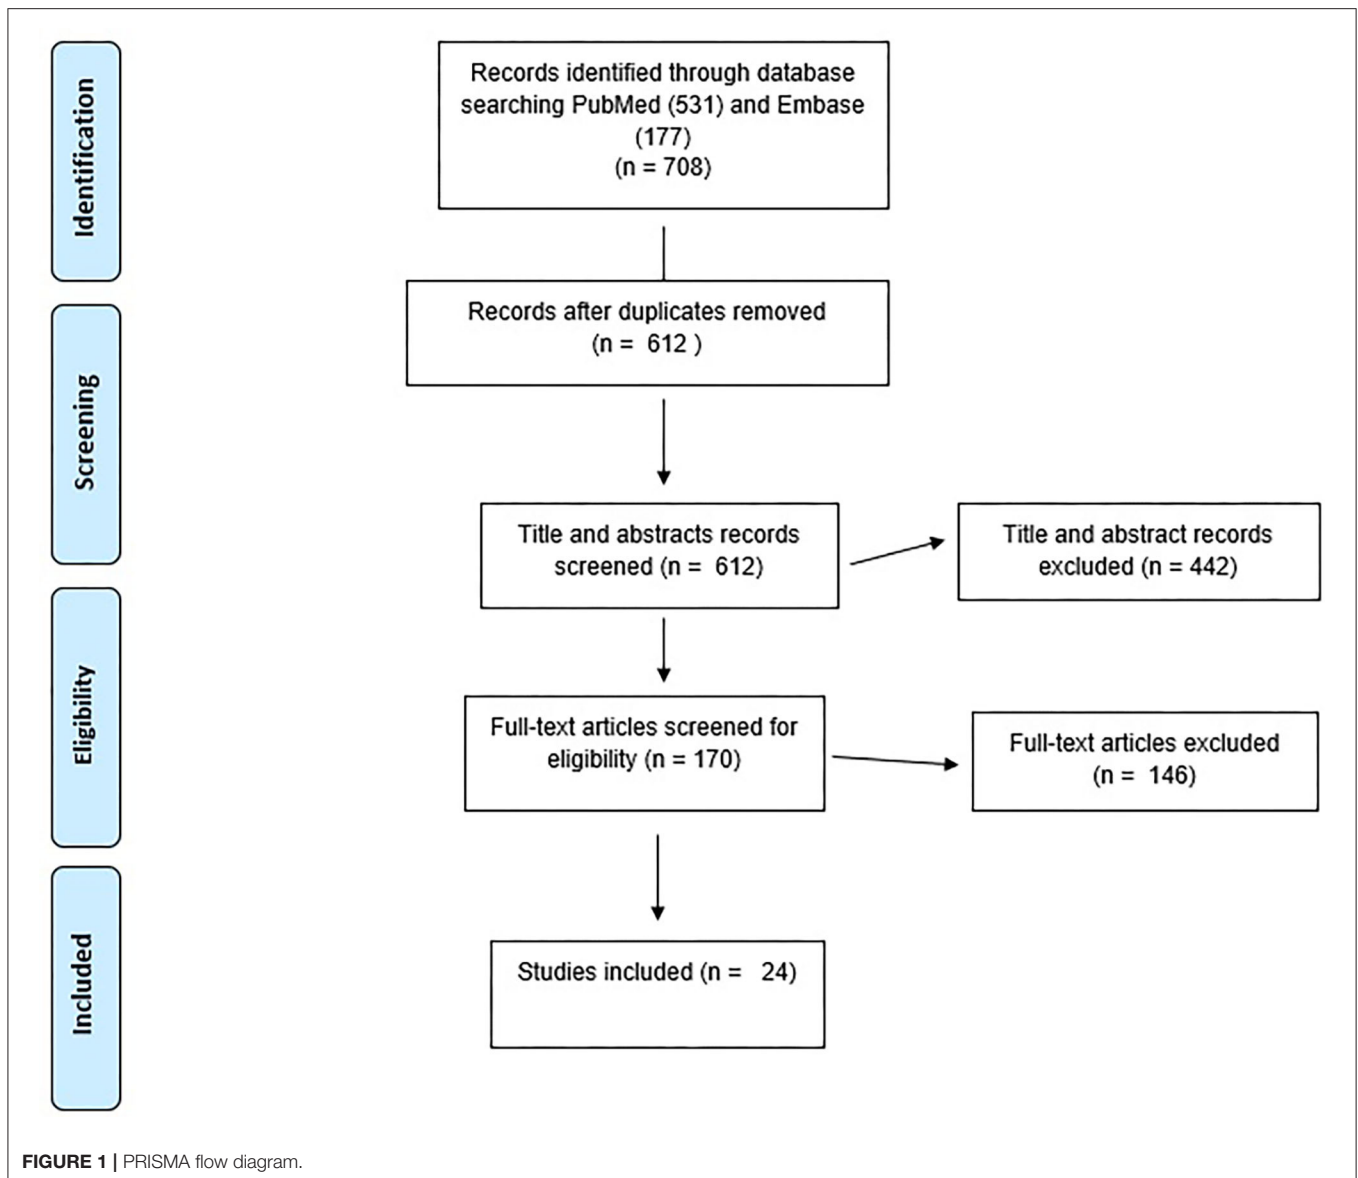 Identification
Records identified through database
searching PubMed (531) and Embase
(177)
(n = 708)
Records after duplicates removed
(n = 612 )
Screening
Title and abstracts records
screened (n = 612)
Title and abstract records
excluded (n = 442)
Eligibility
Full-text articles screened for
eligibility (n = 170)
Full-text articles excluded
(n = 146)
Included
Studies included (n = 24)
FIGURE 1 | PRISMA flow diagram.